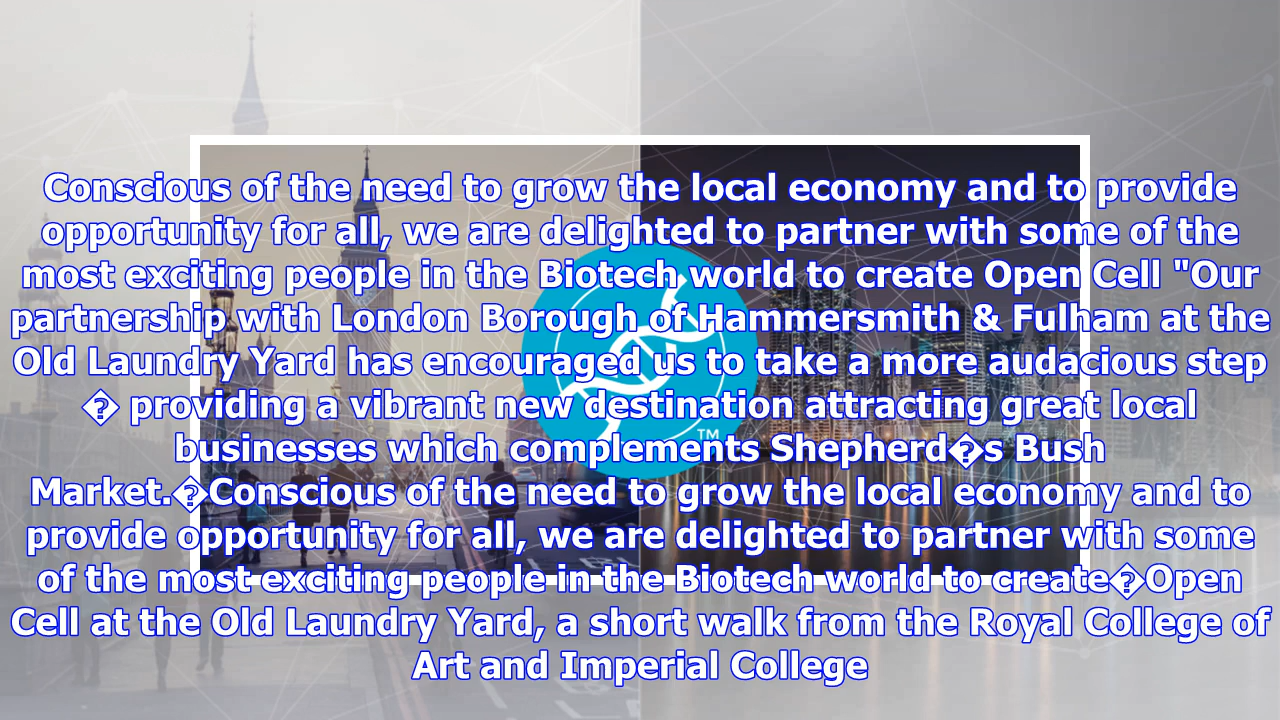 Conscious of the need to grow the local economy and to provide
opportunity for all, we are delighted to partner with some of the
most exciting people in the Biotech world to create Open Cell "Our
partnership with London Borough of Hammersmith & Fulham at the
Old Laundry Yard has encouraged us to take a more audacious step
� providing a vibrant new destination attracting great local
businesses which complements Shepherd�s Bush
Market.�Conscious of the need to grow the local economy and to
provide opportunity for all, we are delighted to partner with some
of the most exciting people in the Biotech world to create�Open
Cell at the Old Laundry Yard, a short walk from the Royal College of
Art and Imperial College
TM